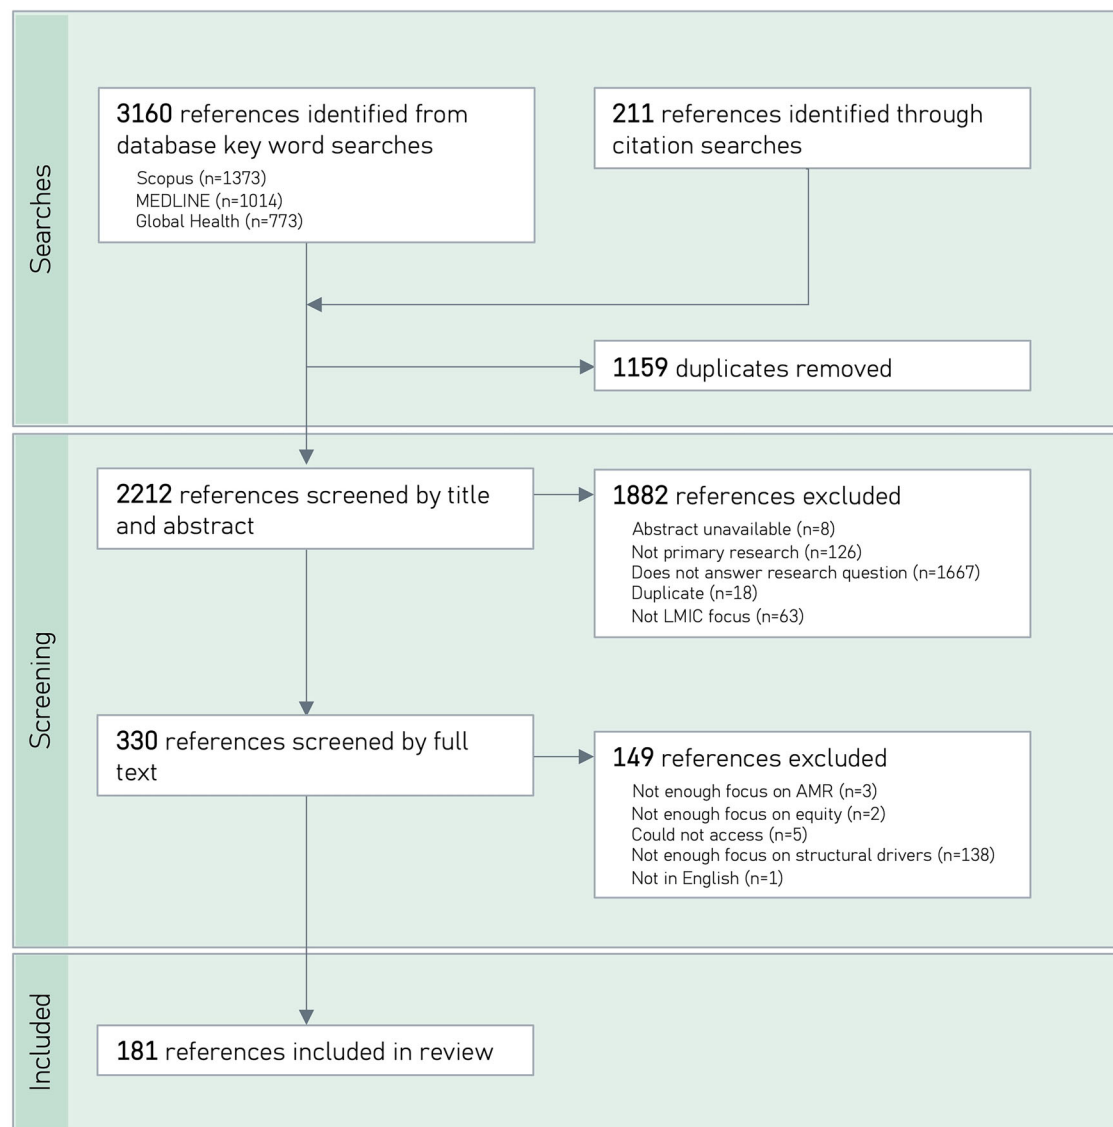 Searches
3160 references identified from
database key word searches
Scopus (n=1373)
MEDLINE (n=1014)
Global Health (n=773)
211 references identified through
citation searches
1159 duplicates removed
Screening
2212 references screened by title
and abstract
1882 references excluded
Abstract unavailable (n=8)
Not primary research (n=126)
Does not answer research question (n=1667)
Duplicate (n=18)
Not LMIC focus (n=63)
330 references screened by full
text
149 references excluded
Not enough focus on AMR (n=3)
Not enough focus on equity (n=2)
Could not access (n=5)
Not enough focus on structural drivers (n=138)
Not in English (n=1)
Included
181 references included in review